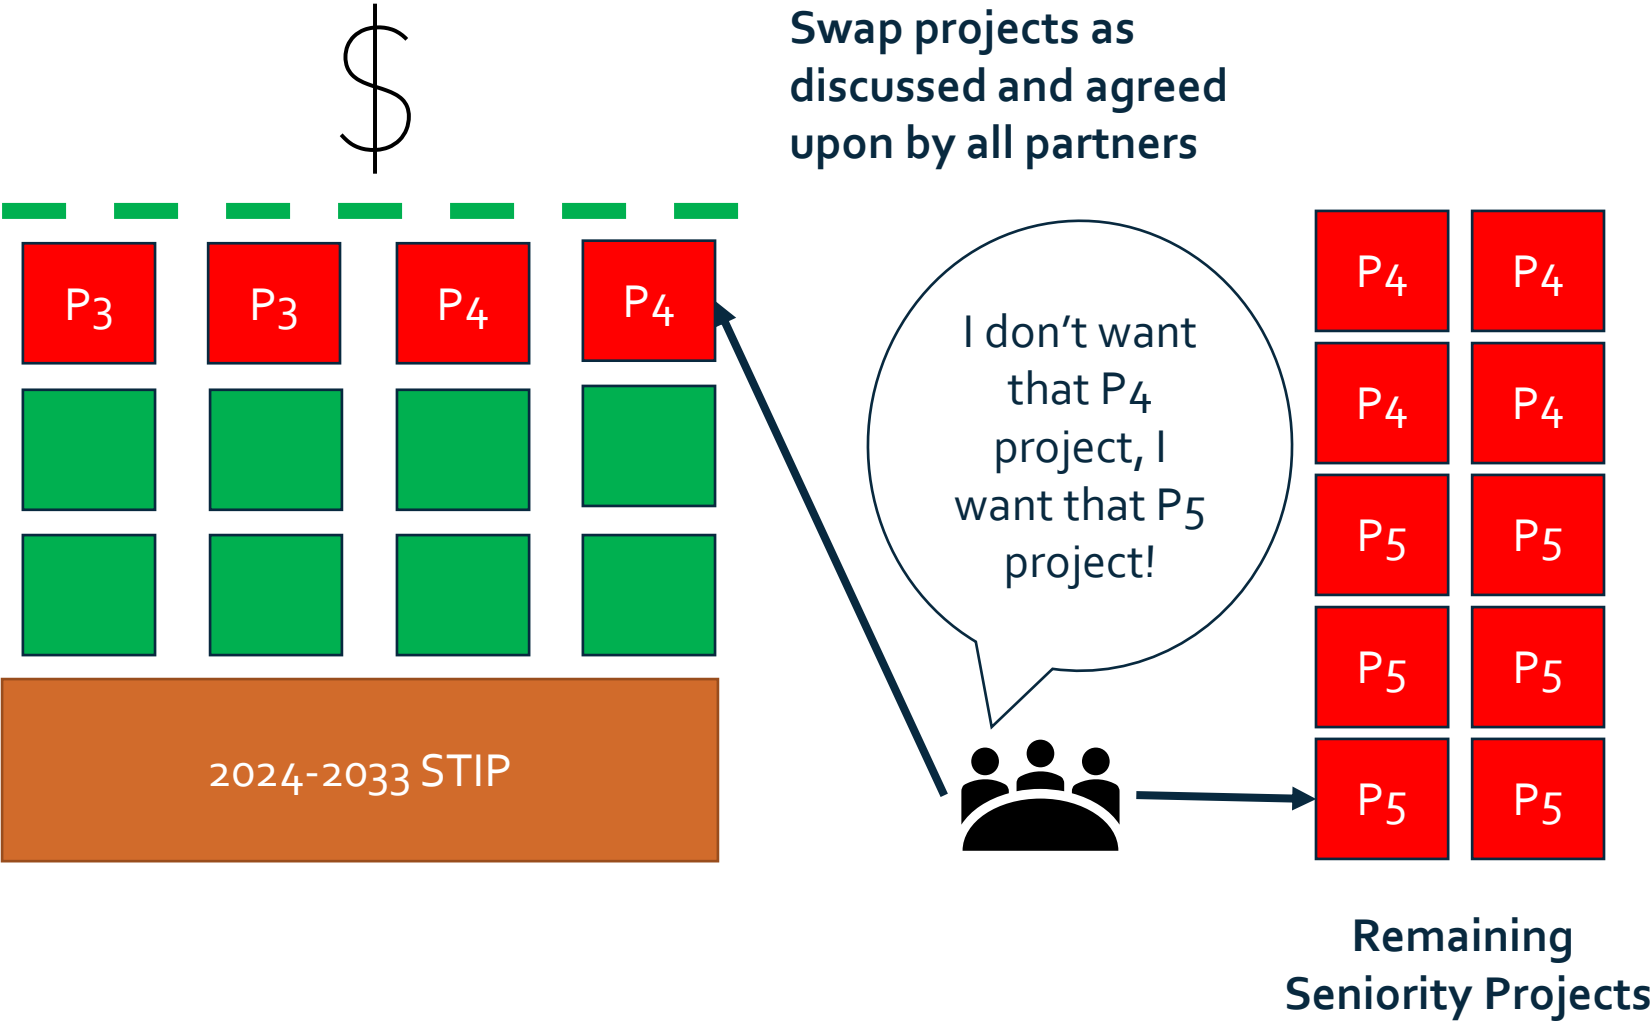 $
Swap projects as
discussed and agreed
upon by all partners
P3 P3 P4 P4
I don’t want
that P4
project, I
want that P5
project!
P4 P4
P4 P4
P5 P5
P5 P5
P5 P5
2024-2033 STIP
Remaining
Seniority Projects